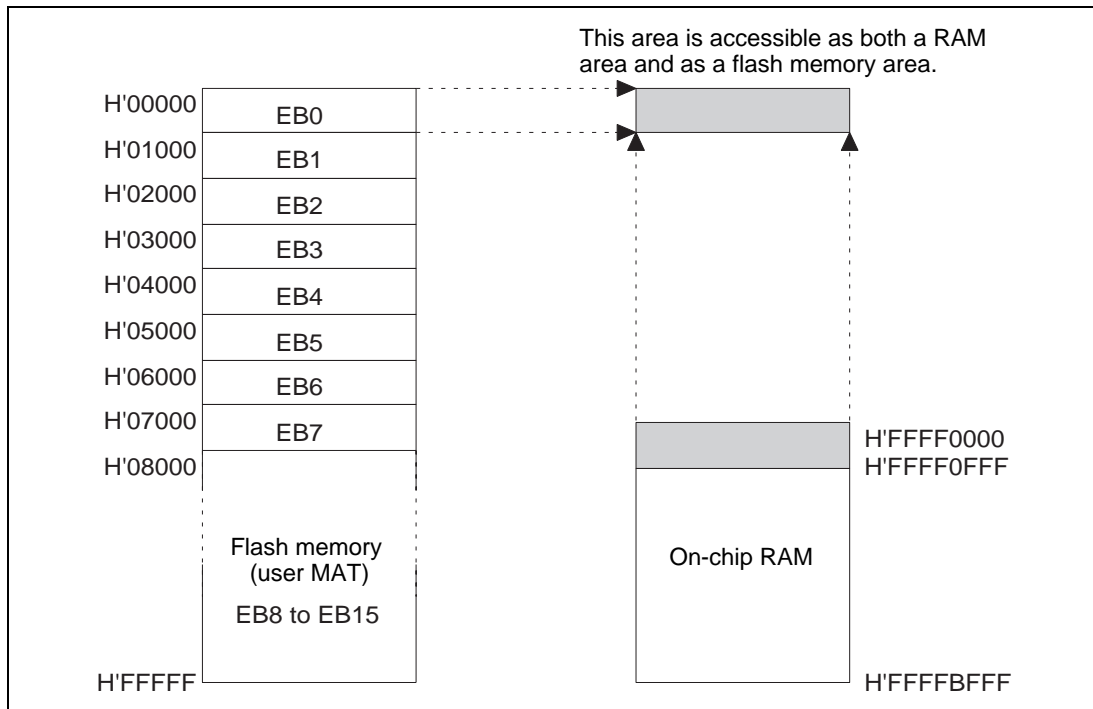 This area is accessible as both a RAM
area and as a flash memory area.
H'00000
EB0
H'01000
EB1
H'02000
EB2
H'03000
EB3
H'04000
EB4
H'05000
EB5
H'06000
EB6
H'07000
EB7
H'08000
H'FFFF0000
H'FFFF0FFF
Flash memory
(user MAT)
EB8 to EB15
On-chip RAM
H'FFFFF
H'FFFFBFFF